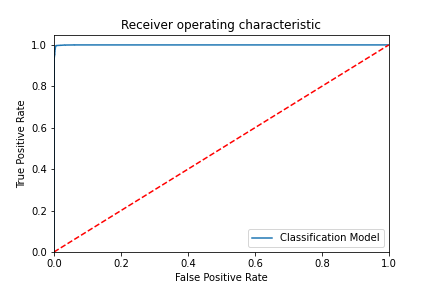 Receiver operating characteristic
1.0
0.8
0.6
0.4
0.2
0.0
True Positive Rate
0.0 0.2 0.4 0.6 0.8 1.0
False Positive Rate
Classification Model